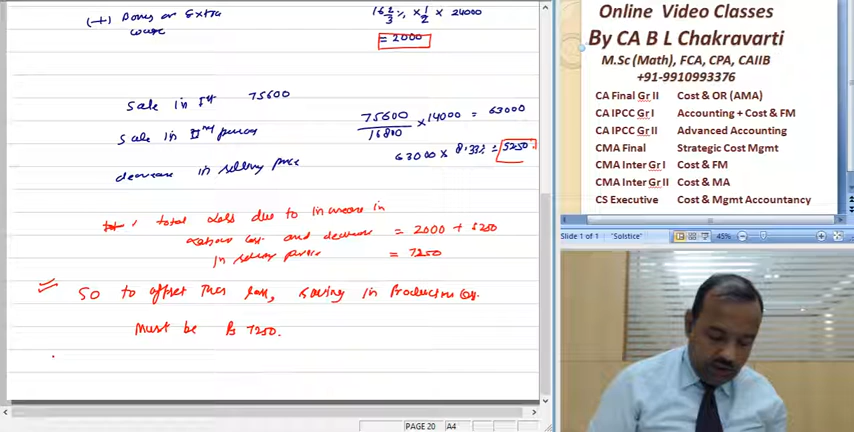 (+) Bonus or Extra
wage
16 2/3 % × 1/2 × 24000
= 2000
Sale in Ist 75600
Sale in IInd period
75600
16800
× 14000 = 63000
decrease in selling price
63000 × 8.33% = 5250.
total Loss due to increase in
labour cost and decrease = 2000 + 5250
in selling price = 7250
So to offset this loss, saving in Production Cost
Must be Rs 7250.
PAGE 20 A4
Online Video Classes
By CA B L Chakravarti
M.Sc (Math), FCA, CPA, CAIIB
+91-9910993376
CA Final Gr II Cost & OR (AMA)
CA IPCC Gr I Accounting + Cost & FM
CA IPCC Gr II Advanced Accounting
CMA Final Strategic Cost Mgmt
CMA Inter Gr I Cost & FM
CMA Inter Gr II Cost & MA
CS Executive Cost & Mgmt Accountancy
Slide 1 of 1 "Solstice" 45%